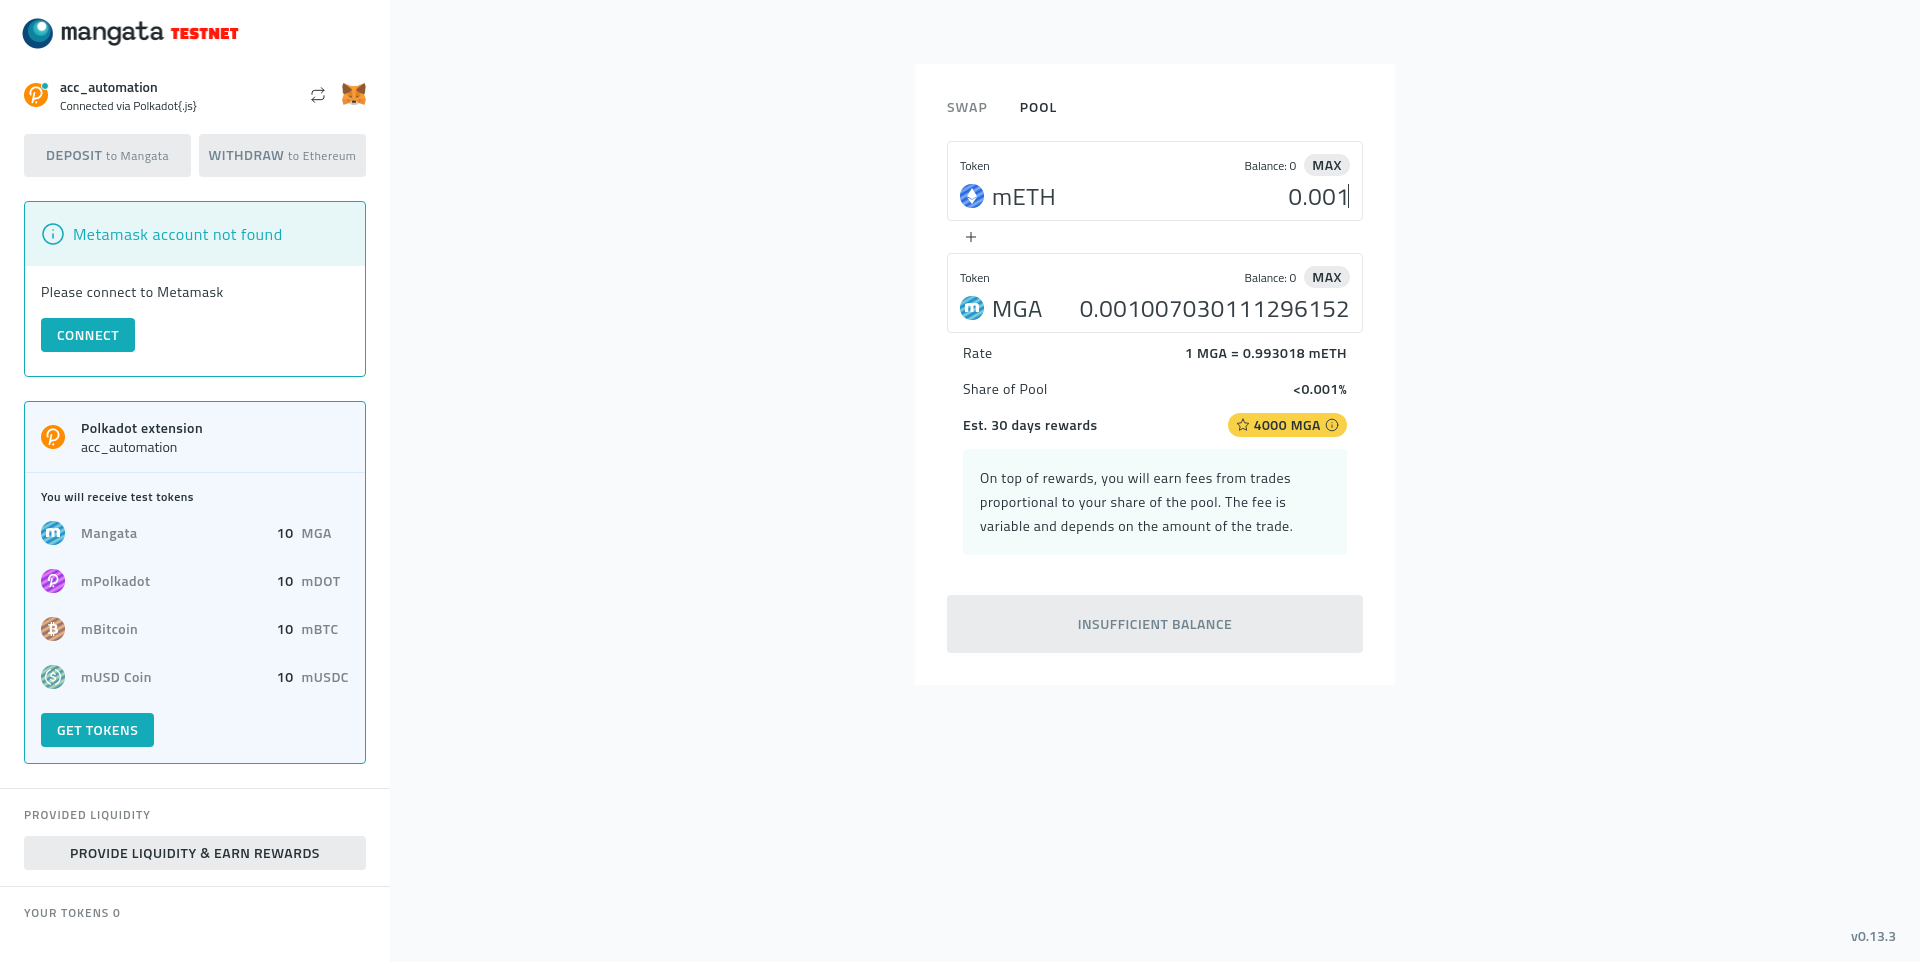 mangata TESTNET
acc_automation
Connected via Polkadot{.js}
DEPOSIT to Mangata
WITHDRAW to Ethereum
Metamask account not found
Please connect to Metamask
CONNECT
Polkadot extension
acc_automation
You will receive test tokens
Mangata 10 MGA
mPolkadot 10 mDOT
mBitcoin 10 mBTC
mUSD Coin 10 mUSDC
GET TOKENS
PROVIDED LIQUIDITY
PROVIDE LIQUIDITY & EARN REWARDS
YOUR TOKENS 0
SWAP POOL
Token Balance: 0 MAX
mETH 0.001
+
Token Balance: 0 MAX
MGA 0.001007030111296152
Rate 1 MGA = 0.993018 mETH
Share of Pool <0.001%
Est. 30 days rewards 4000 MGA
On top of rewards, you will earn fees from trades
proportional to your share of the pool. The fee is
variable and depends on the amount of the trade.
INSUFFICIENT BALANCE
v0.13.3